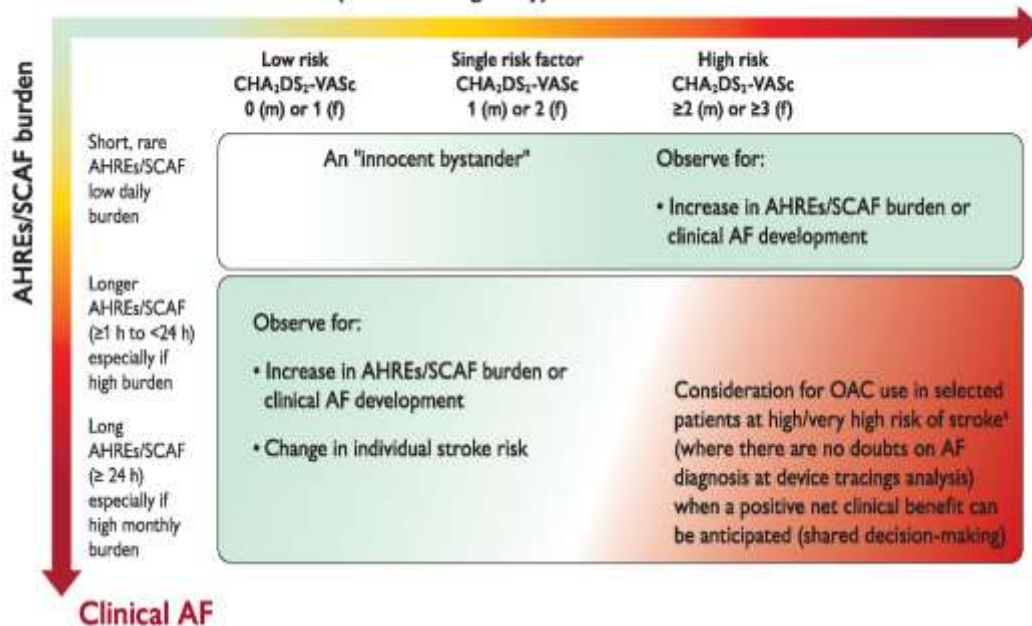 Low risk
CHA₂DS₂-VASc
0 (m) or 1 (f)
Single risk factor
CHA₂DS₂-VASc
1 (m) or 2 (f)
High risk
CHA₂DS₂-VASc
≥2 (m) or ≥3 (f)
AHREs/SCAF burden
Short, rare
AHREs/SCAF
low daily
burden
An "innocent bystander"
Observe for:
• Increase in AHREs/SCAF burden or
clinical AF development
Longer
AHREs/SCAF
(≥1 h to <24 h)
especially if
high burden
Long
AHREs/SCAF
(≥ 24 h)
especially if
high monthly
burden
Observe for:
• Increase in AHREs/SCAF burden or
clinical AF development
• Change in individual stroke risk
Consideration for OAC use in selected
patients at high/very high risk of stroke
(where there are no doubts on AF
diagnosis at device tracings analysis)
when a positive net clinical benefit can
be anticipated (shared decision-making)
Clinical AF